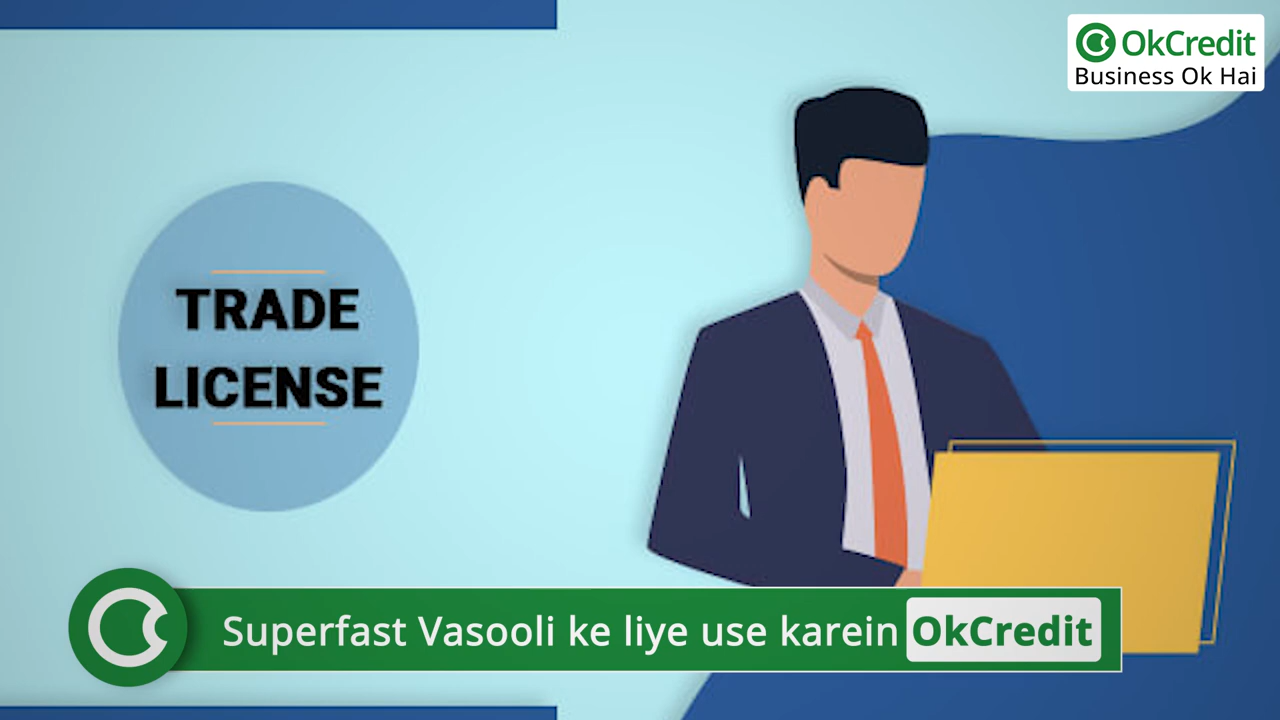 OkCredit
Business Ok Hai
TRADE
LICENSE
Superfast Vasooli ke liye use karein OkCredit